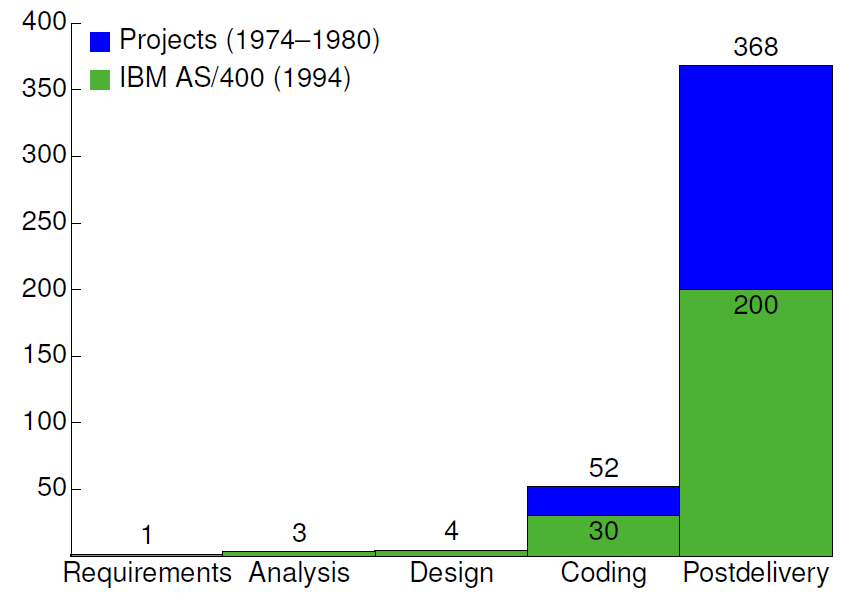 400
Projects (1974–1980)
368
IBM AS/400 (1994)
350
300
250
200
200
150
100
52
50
1
3
4
30
Requirements
Analysis
Design
Coding
Postdelivery